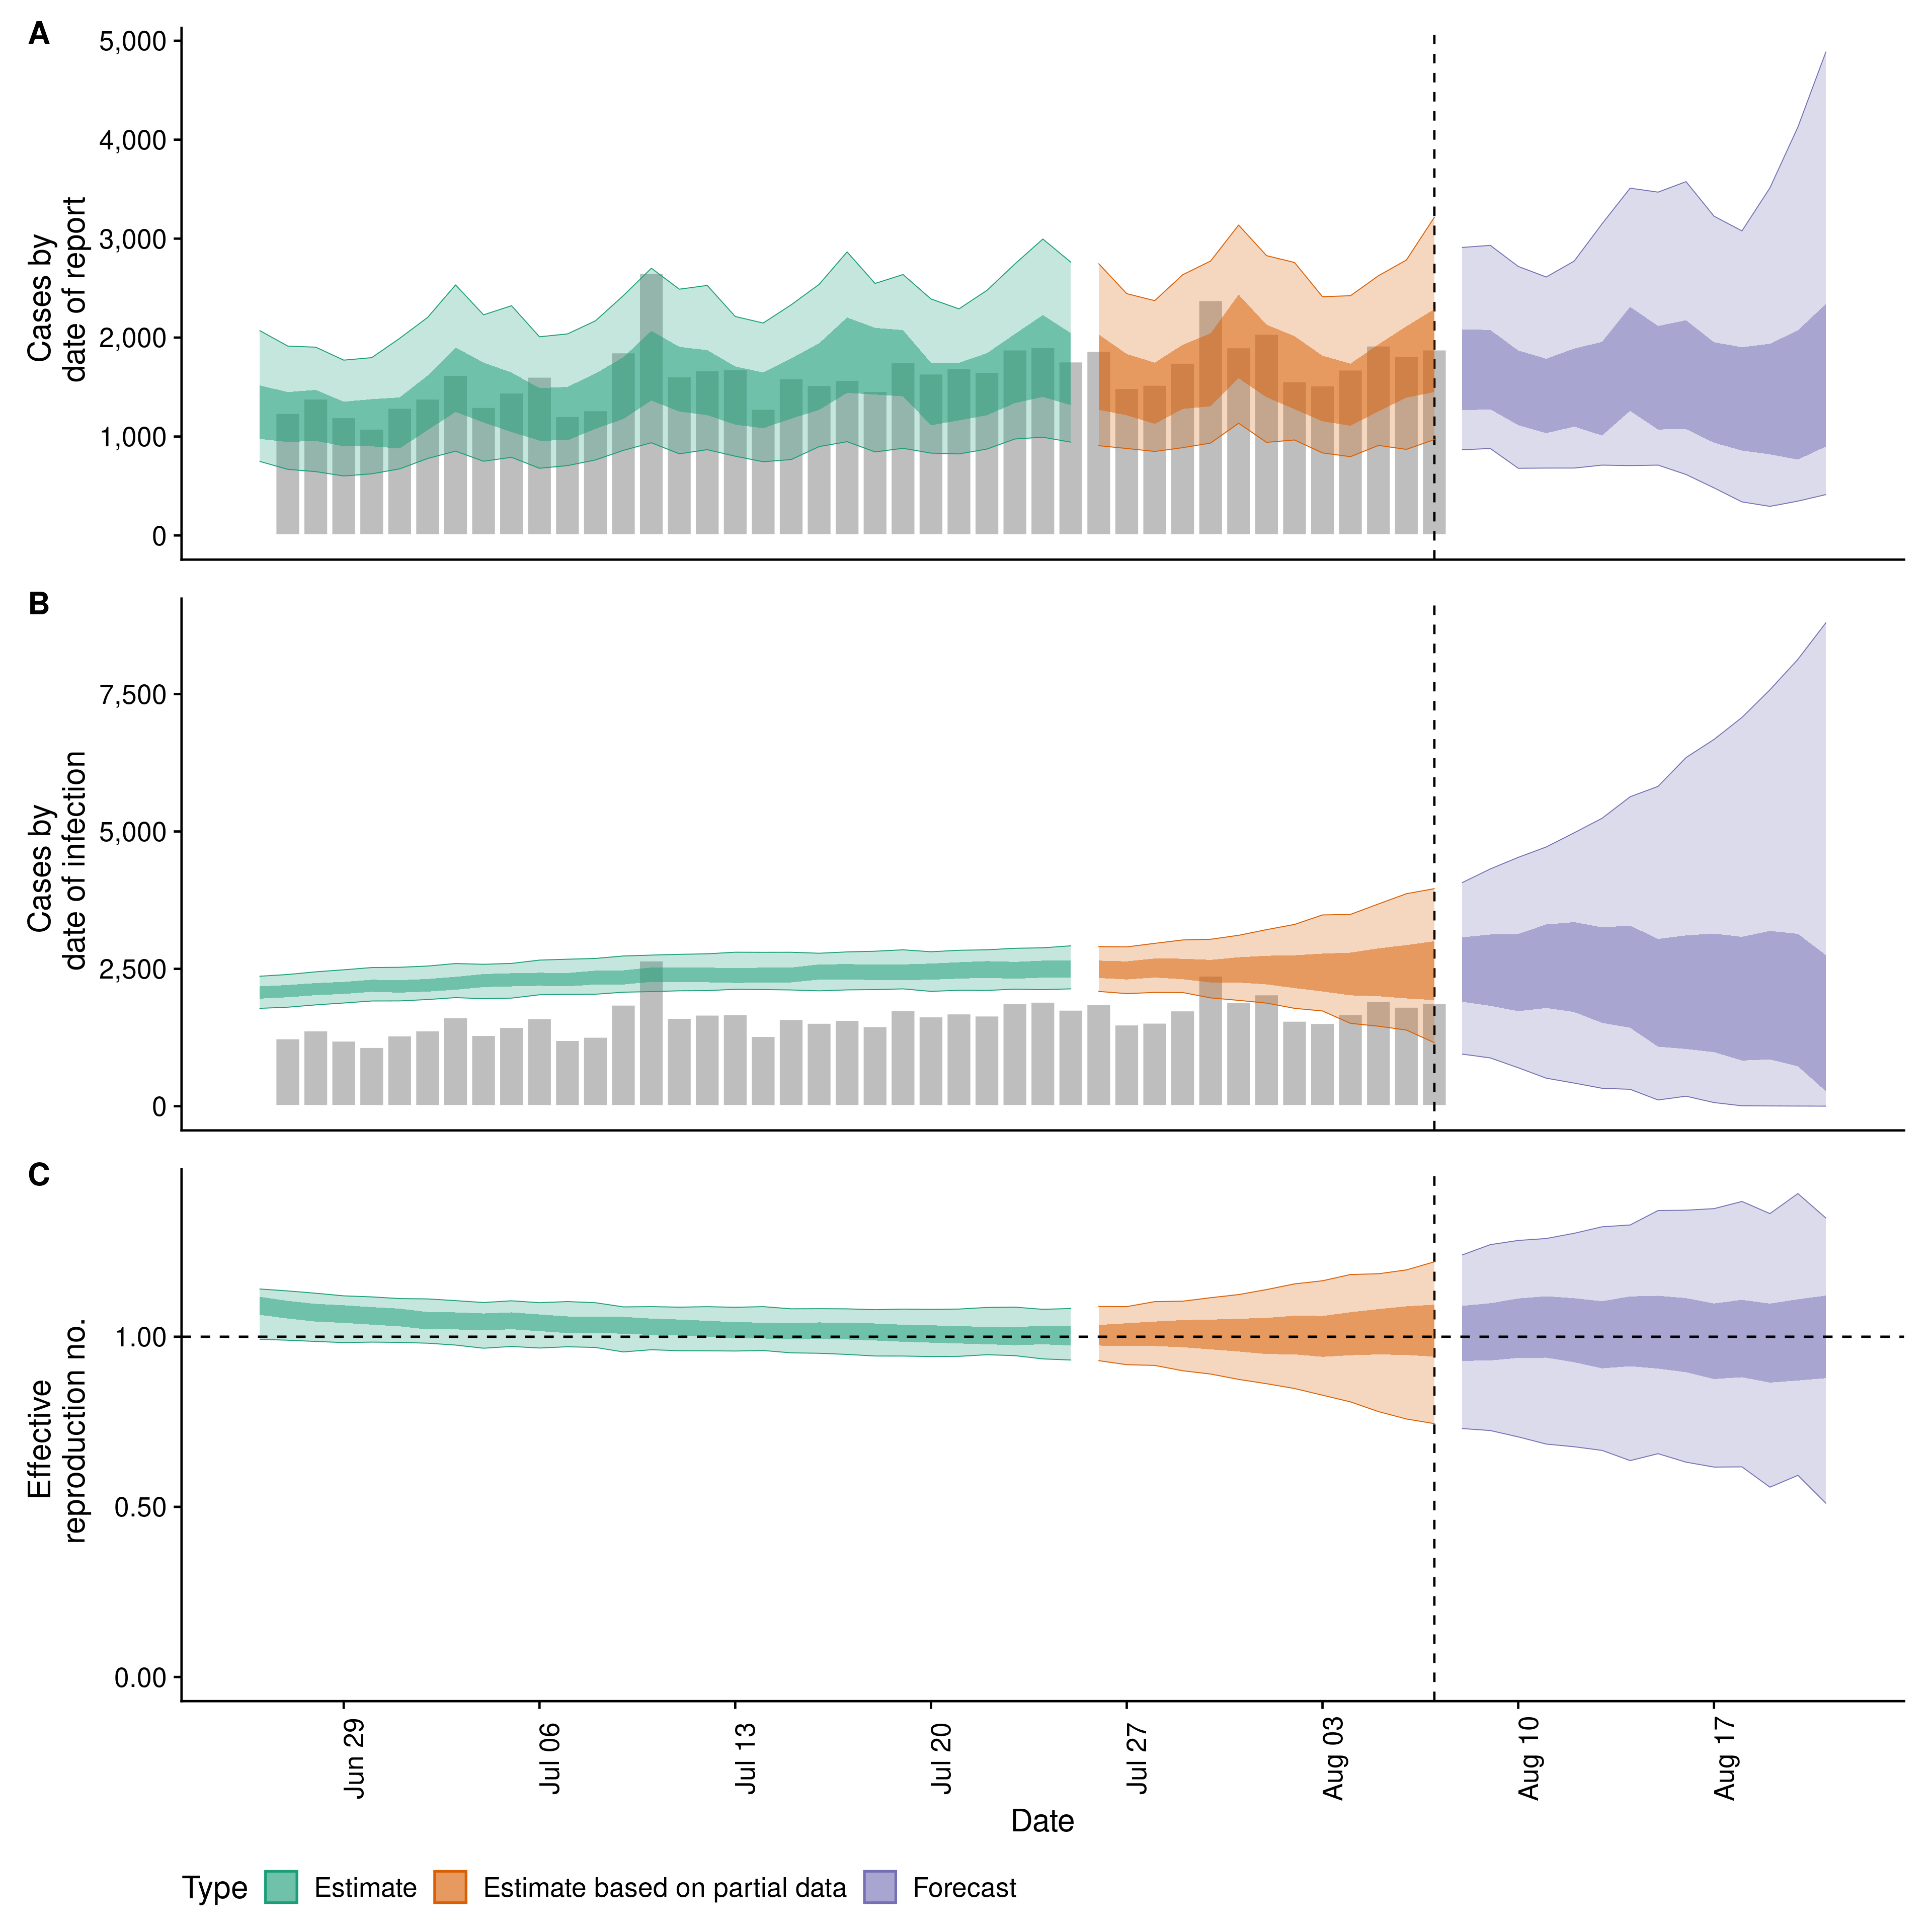 A
5,000
4,000
3,000
2,000
1,000
0
Cases by
date of report
B
7,500
5,000
2,500
0
Cases by
date of infection
C
1.00
0.50
0.00
Effective
reproduction no.
Jun 29
Jul 06
Jul 13
Jul 20
Jul 27
Aug 03
Aug 10
Aug 17
Date
Type Estimate Estimate based on partial data Forecast